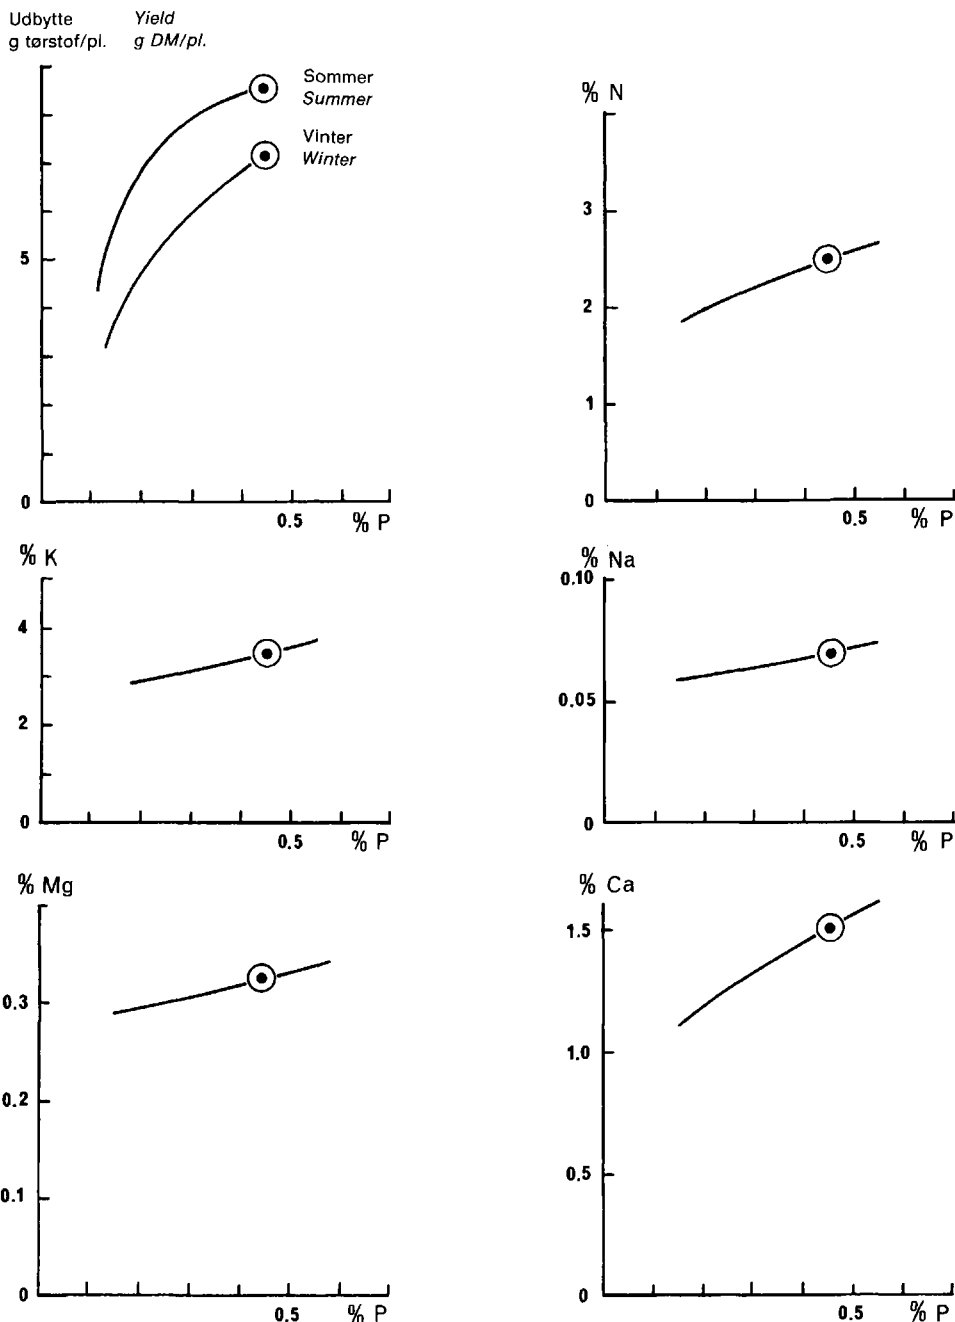 Udbytte Yield
g tørstof/pl. g DM/pl.
Sommer
Summer
Vinter
Winter
5
0
0.5 % P
% N
3
2
1
0
0.5 % P
% K
4
2
0
0.5 % P
% Na
0.10
0.05
0
0.5 % P
% Mg
0.3
0.2
0.1
0
0.5 % P
% Ca
1.5
1.0
0.5
0
0.5 % P